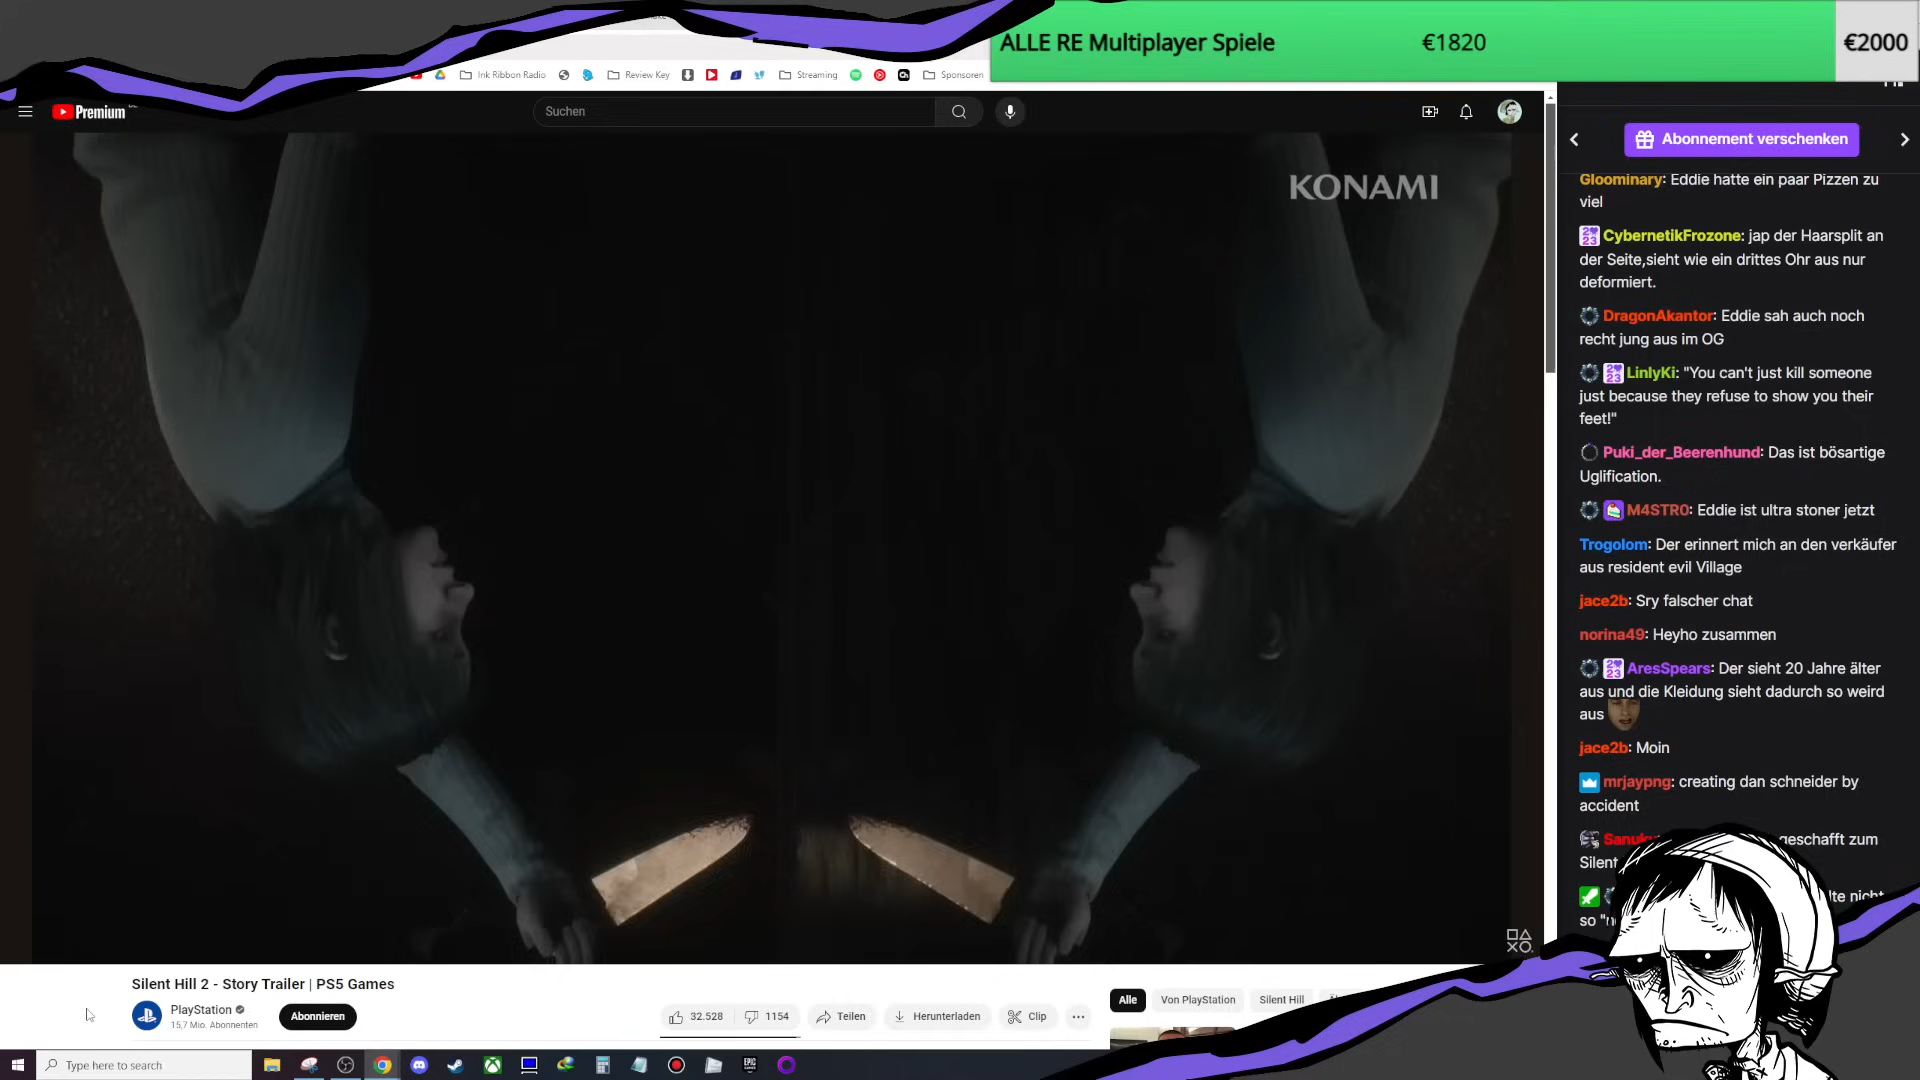 ALLE RE Multiplayer Spiele €1820 €2000
Ink Ribbon Radio Review Key Streaming Sponsoren
Premium Suchen
Abonnement verschenken
KONAMI
Gloominary: Eddie hatte ein paar Pizzen zu
viel
CybernetikFrozone: jap der Haarsplit an
der Seite,sieht wie ein drittes Ohr aus nur
deformiert.
DragonAkantor: Eddie sah auch noch
recht jung aus im OG
LinlyKi: "You can't just kill someone
just because they refuse to show you their
feet!"
Puki_der_Beerenhund: Das ist bösartige
Uglification.
M4STR0: Eddie ist ultra stoner jetzt
Trogolom: Der erinnert mich an den verkäufer
aus resident evil Village
jace2b: Sry falscher chat
norina49: Heyho zusammen
AresSpears: Der sieht 20 Jahre älter
aus und die Kleidung sieht dadurch so weird
aus
jace2b: Moin
mrjaypng: creating dan schneider by
accident
geschafft zum
Silent
so
Silent Hill 2 - Story Trailer | PS5 Games
PlayStation
15,7 Mio. Abonnenten
Abonnieren
32.528 1154 Teilen Herunterladen Clip
Alle Von PlayStation Silent Hill
Type here to search